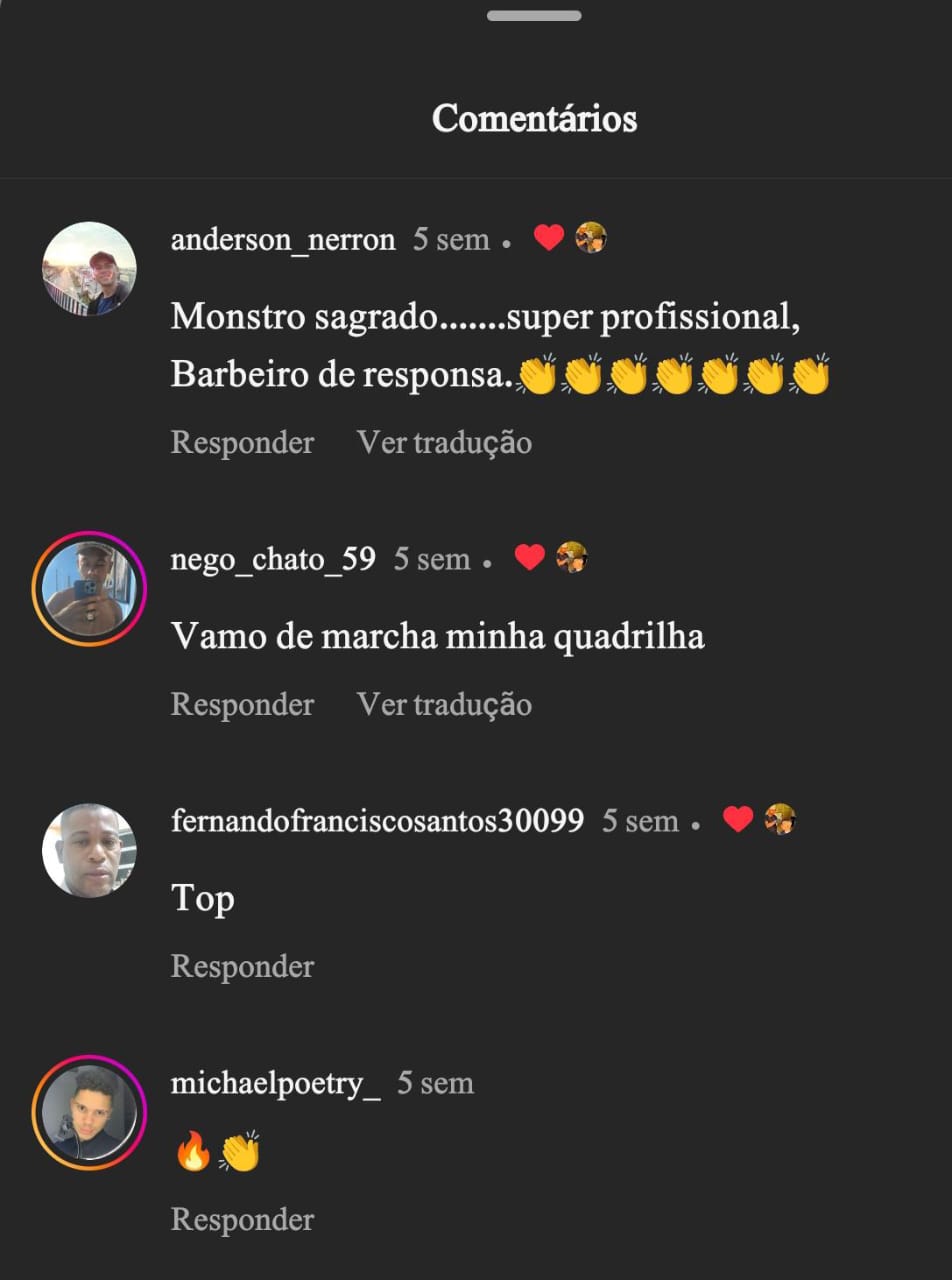 Comentários
anderson_nerron 5 sem • ❤️
Monstro sagrado.......super profissional,
Barbeiro de responsa.👏👏👏👏👏👏👏
Responder Ver tradução
nego_chato_59 5 sem • ❤️
Vamo de marcha minha quadrilha
Responder Ver tradução
fernandofranciscosantos30099 5 sem • ❤️
Top
Responder
michaelpoetry_ 5 sem
🔥👏
Responder